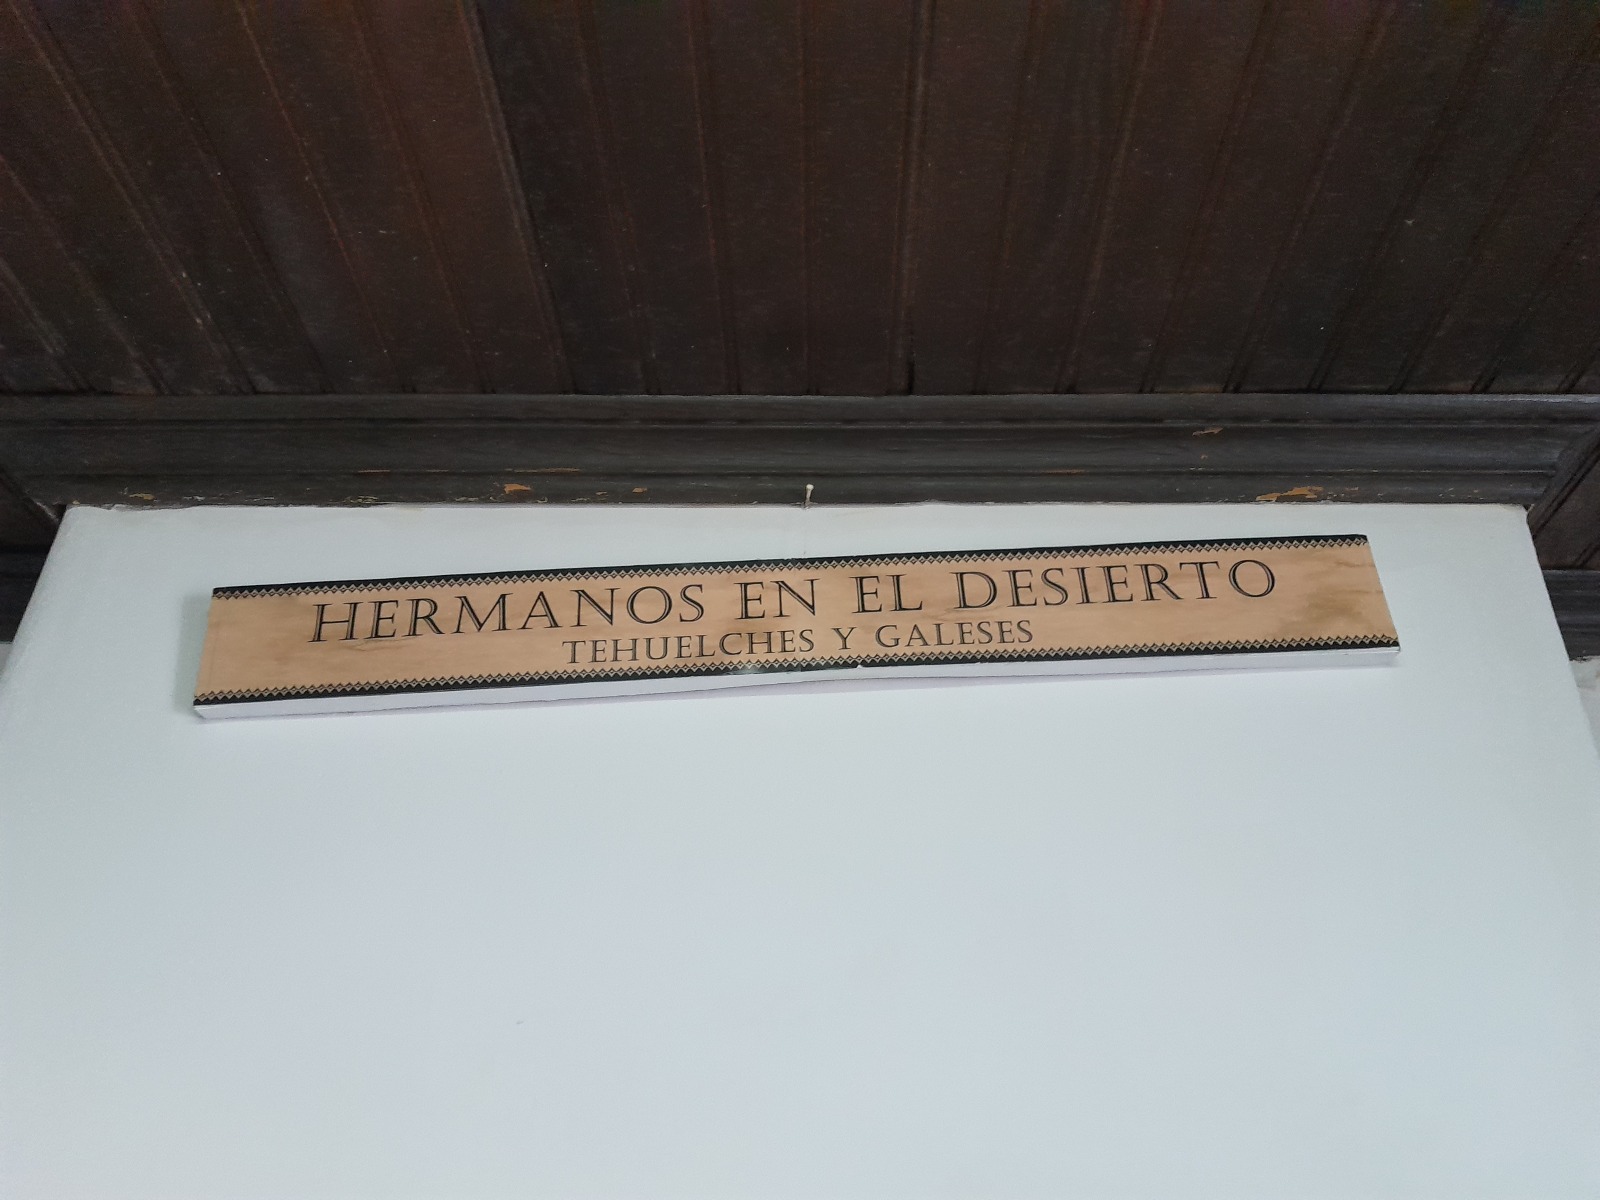 HERMANOS EN EL DESIERTO
TEHUELCHES Y GALESES